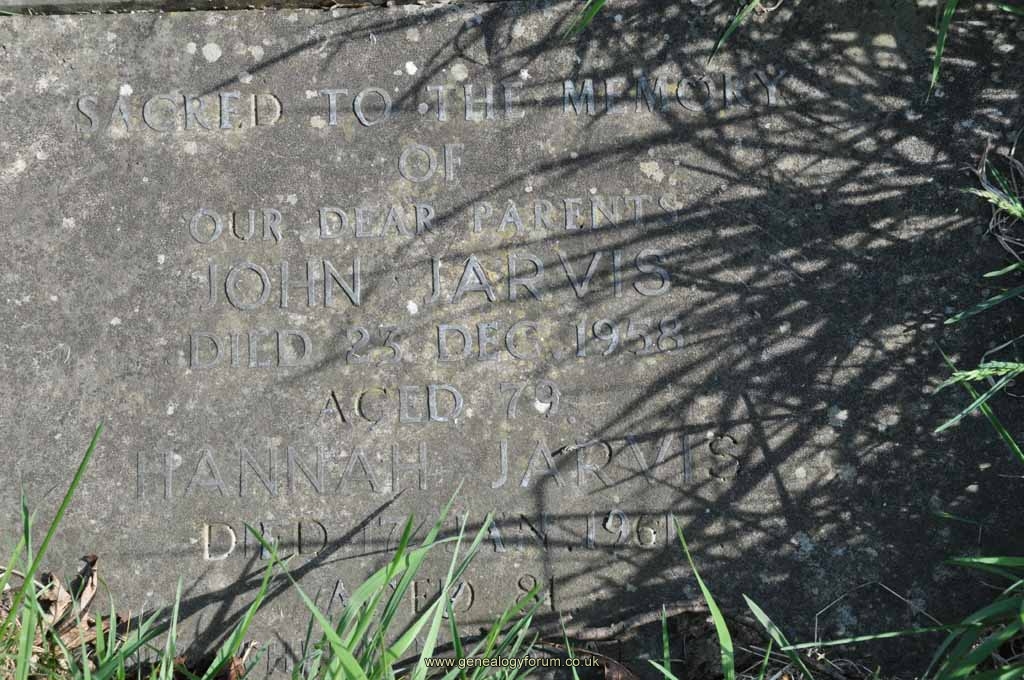 SACRED TO THE MEMORY
OF
OUR DEAR PARENTS
JOHN JARVIS
DIED 23 DEC. 1958
AGED 79.
HANNAH JARVIS
DIED 17 JAN. 1961
AGED 81
www.genealogyforum.co.uk